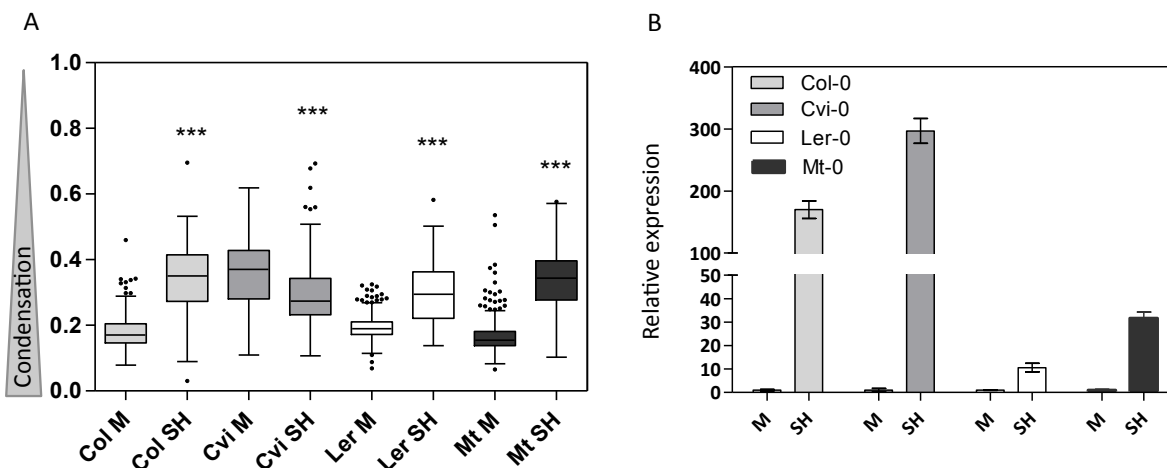 A
Condensation
1.0
0.8
0.6
0.4
0.2
0.0
***
***
***
***
Col M
Col SH
Cvi M
Cvi SH
Ler M
Ler SH
Mt M
Mt SH
B
Relative expression
400
300
200
100
50
40
30
20
10
0
Col-0
Cvi-0
Ler-0
Mt-0
M
SH
M
SH
M
SH
M
SH